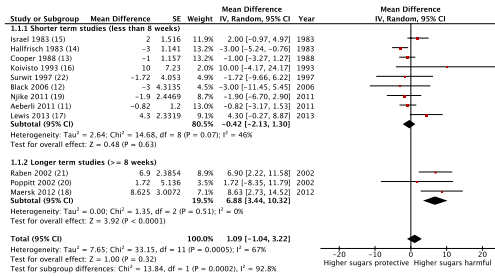 Mean Difference Mean Difference
Study or Subgroup Mean Difference SE Weight IV, Random, 95% CI Year IV, Random, 95% CI
1.1.1 Shorter term studies (less than 8 weeks)
Israel 1983 (15) 2 1.516 11.9% 2.00 [-0.97, 4.97] 1983
Hallfrisch 1983 (14) -3 1.141 13.2% -3.00 [-5.24, -0.76] 1983
Cooper 1988 (13) -1 1.157 13.2% -1.00 [-3.27, 1.27] 1988
Koivisto 1993 (16) 10 7.23 2.0% 10.00 [-4.17, 24.17] 1993
Surwit 1997 (22) -1.72 4.053 4.8% -1.72 [-9.66, 6.22] 1997
Black 2006 (12) -3 4.3135 4.5% -3.00 [-11.45, 5.45] 2006
Njike 2011 (19) -1.9 2.4469 8.7% -1.90 [-6.70, 2.90] 2011
Aeberli 2011 (11) -0.82 1.2 13.0% -0.82 [-3.17, 1.53] 2011
Lewis 2013 (17) 4.3 2.3319 9.1% 4.30 [-0.27, 8.87] 2013
Subtotal (95% CI) 80.5% -0.42 [-2.13, 1.30]
Heterogeneity: Tau² = 2.64; Chi² = 14.68, df = 8 (P = 0.07); I² = 46%
Test for overall effect: Z = 0.48 (P = 0.63)
1.1.2 Longer term studies (>= 8 weeks)
Raben 2002 (21) 6.9 2.3854 8.9% 6.90 [2.22, 11.58] 2002
Poppitt 2002 (20) 1.72 5.136 3.5% 1.72 [-8.35, 11.79] 2002
Maersk 2012 (18) 8.625 3.0072 7.1% 8.63 [2.73, 14.52] 2012
Subtotal (95% CI) 19.5% 6.88 [3.44, 10.32]
Heterogeneity: Tau² = 0.00; Chi² = 1.35, df = 2 (P = 0.51); I² = 0%
Test for overall effect: Z = 3.92 (P < 0.0001)
Total (95% CI) 100.0% 1.09 [-1.04, 3.22]
Heterogeneity: Tau² = 7.65; Chi² = 33.15, df = 11 (P = 0.0005); I² = 67%
Test for overall effect: Z = 1.00 (P = 0.32)
Test for subgroup differences: Chi² = 13.84, df = 1 (P = 0.0002), I² = 92.8%
-20 -10 0 10 20
Higher sugars protective Higher sugars harmful